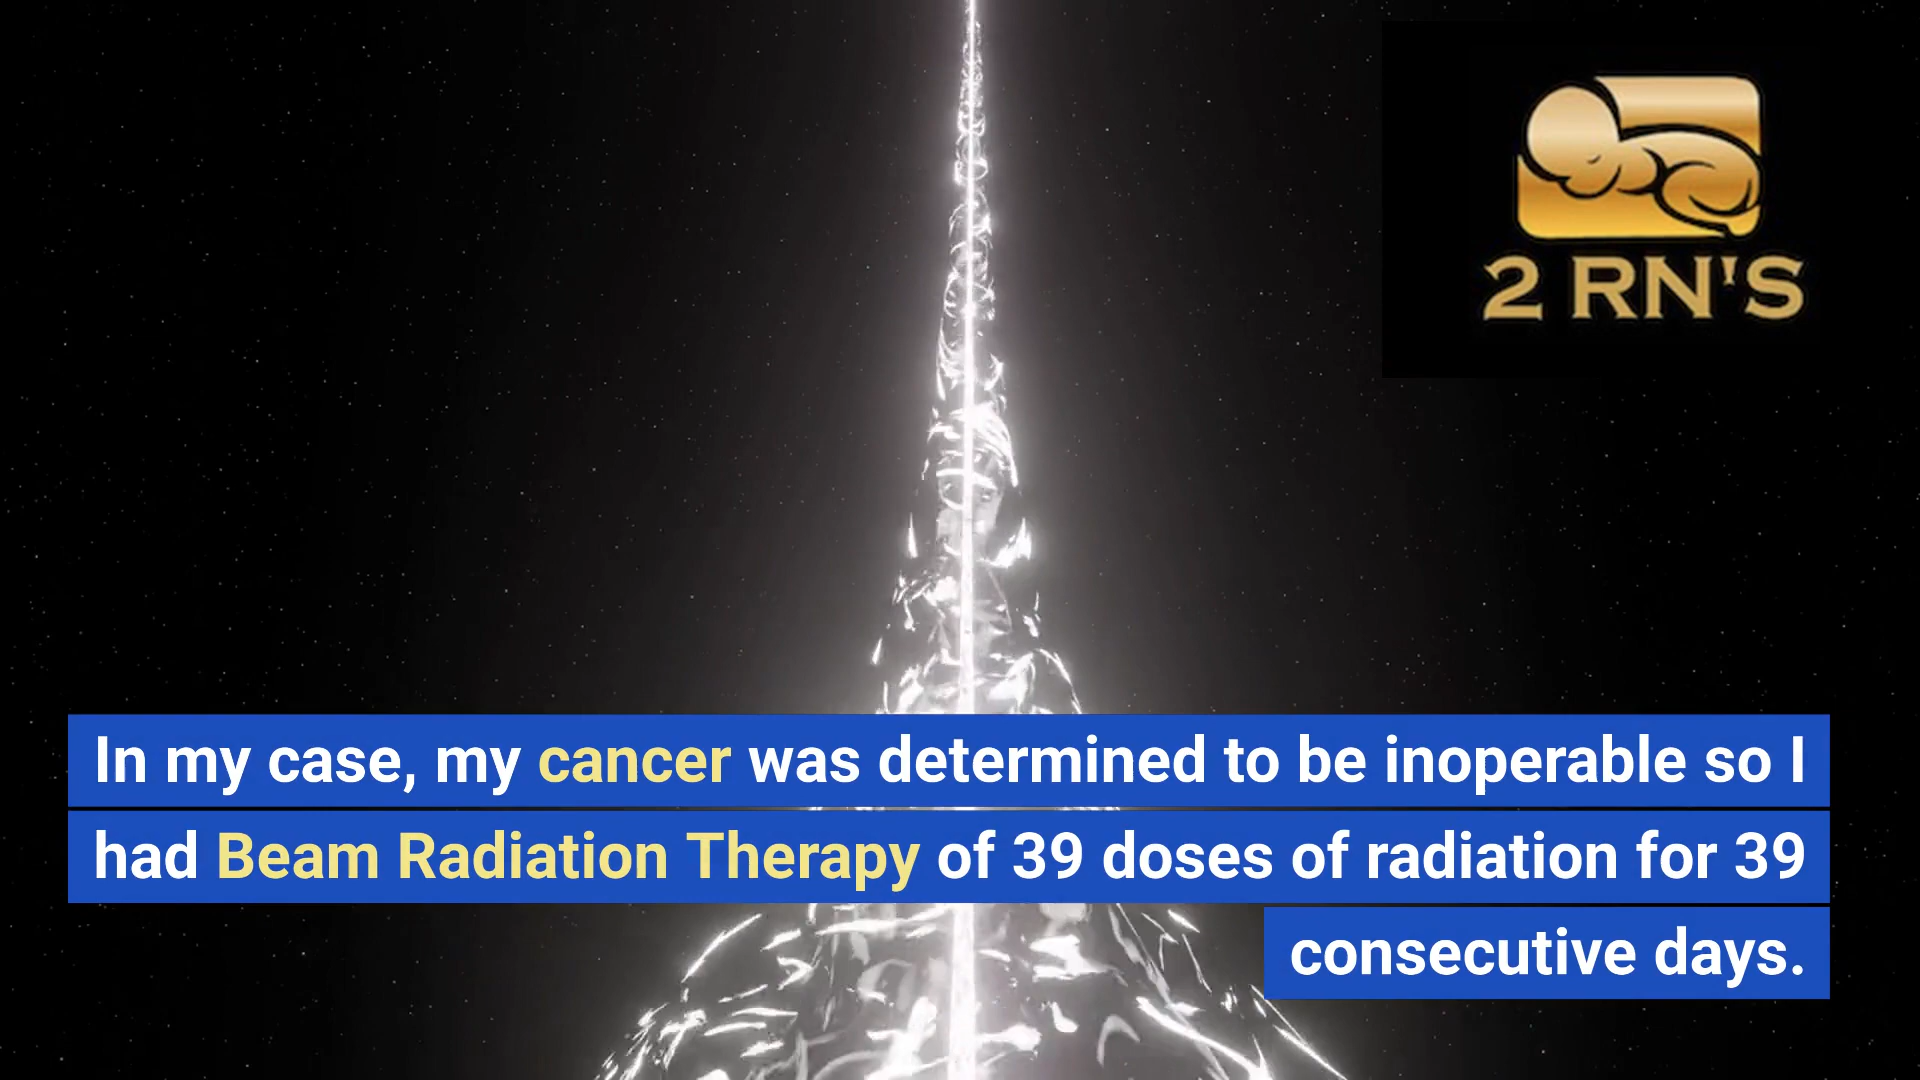 2 RN'S
In my case, my cancer was determined to be inoperable so I
had Beam Radiation Therapy of 39 doses of radiation for 39
consecutive days.